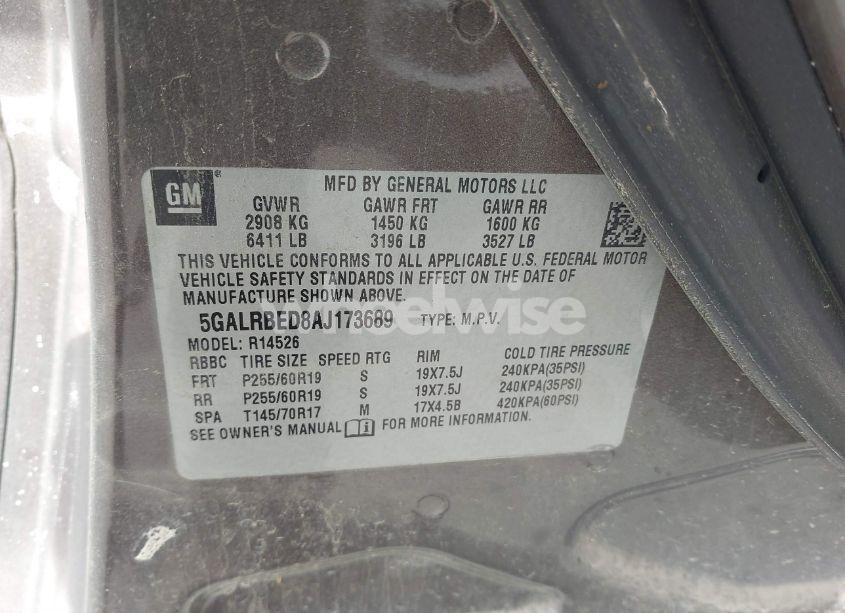 GM
MFD BY GENERAL MOTORS LLC
GVWR GAWR FRT GAWR RR
2908 KG 1450 KG 1600 KG
6411 LB 3196 LB 3527 LB
THIS VEHICLE CONFORMS TO ALL APPLICABLE U.S. FEDERAL MOTOR
VEHICLE SAFETY STANDARDS IN EFFECT ON THE DATE OF
MANUFACTURE SHOWN ABOVE.
5GALRBED8AJ173689 TYPE: M.P.V.
MODEL: R14526
RBBC TIRE SIZE SPEED RTG RIM COLD TIRE PRESSURE
FRT P255/60R19 S 19X7.5J 240KPA(35PSI)
RR P255/60R19 S 19X7.5J 240KPA(35PSI)
SPA T145/70R17 M 17X4.5B 420KPA(60PSI)
SEE OWNER'S MANUAL FOR MORE INFORMATION.